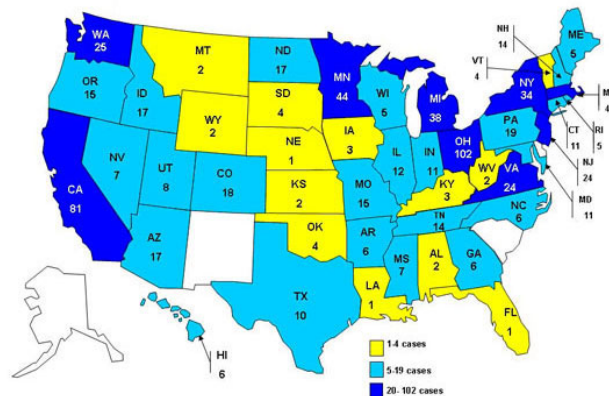 WA
25
OR
15
CA
81
ID
17
NV
7
MT
2
WY
2
UT
8
AZ
17
CO
18
ND
17
SD
4
NE
1
KS
2
OK
4
TX
10
MN
44
IA
3
MO
15
AR
6
LA
1
WI
5
IL
12
MI
38
IN
11
OH
102
KY
3
TN
14
MS
7
AL
2
GA
6
FL
1
WV
2
VA
24
NC
6
PA
19
NY
34
VT
4
NH
14
ME
5
M
4
RI
5
CT
11
NJ
24
MD
11
HI
6
1-4 cases
5-19 cases
20- 102 cases